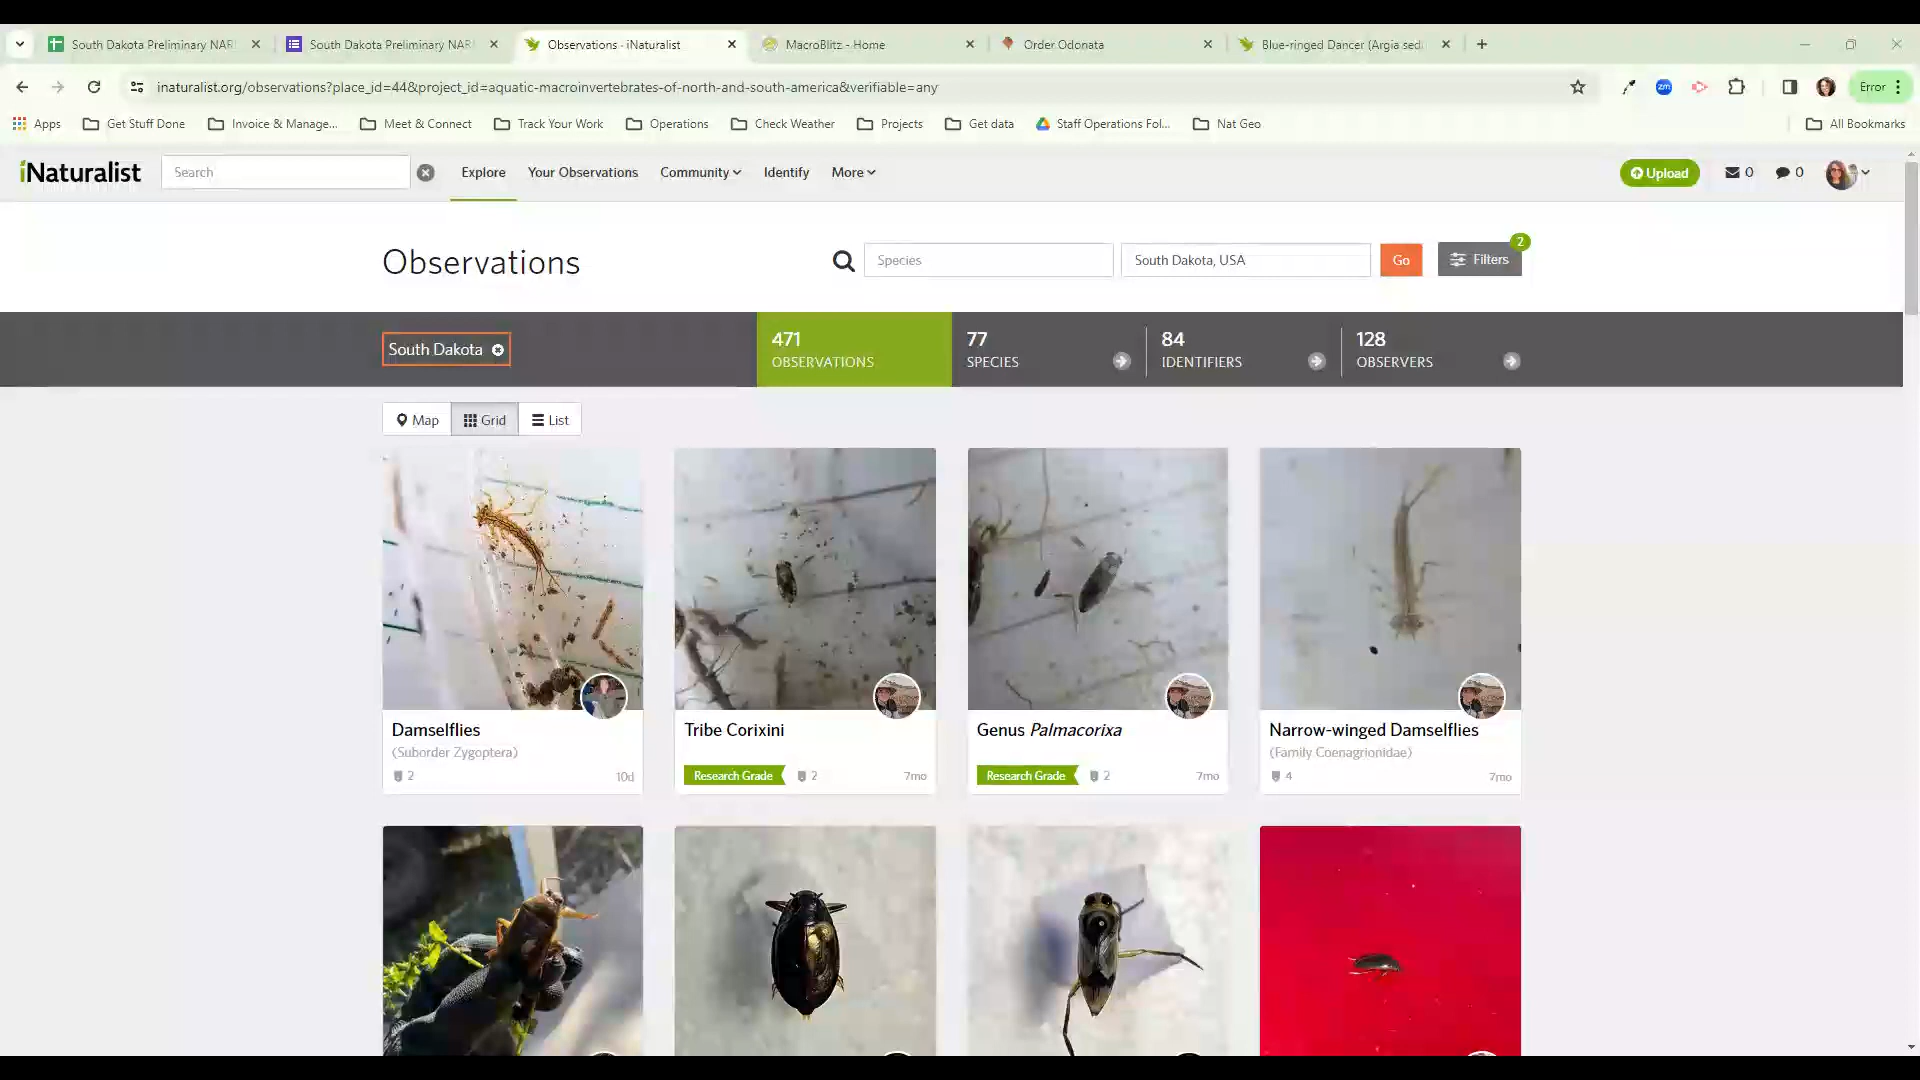 South Dakota Preliminary NAR
South Dakota Preliminary NAR
Observations · iNaturalist
MacroBlitz - Home
Order Odonata
Blue-ringed Dancer (Argia sed
inaturalist.org/observations?place_id=44&project_id=aquatic-macroinvertebrates-of-north-and-south-america&verifiable=any
zm
Error
Apps
Get Stuff Done
Invoice & Manage...
Meet & Connect
Track Your Work
Operations
Check Weather
Projects
Get data
Staff Operations Fol...
Nat Geo
All Bookmarks
iNaturalist
Search
Explore
Your Observations
Community
Identify
More
Upload
0
0
Observations
Species
South Dakota, USA
Go
Filters
2
South Dakota
471
OBSERVATIONS
77
SPECIES
84
IDENTIFIERS
128
OBSERVERS
Map
Grid
List
Damselflies
(Suborder Zygoptera)
2
10d
Tribe Corixini
Research Grade
2
7mo
Genus Palmacorixa
Research Grade
2
7mo
Narrow-winged Damselflies
(Family Coenagrionidae)
4
7mo